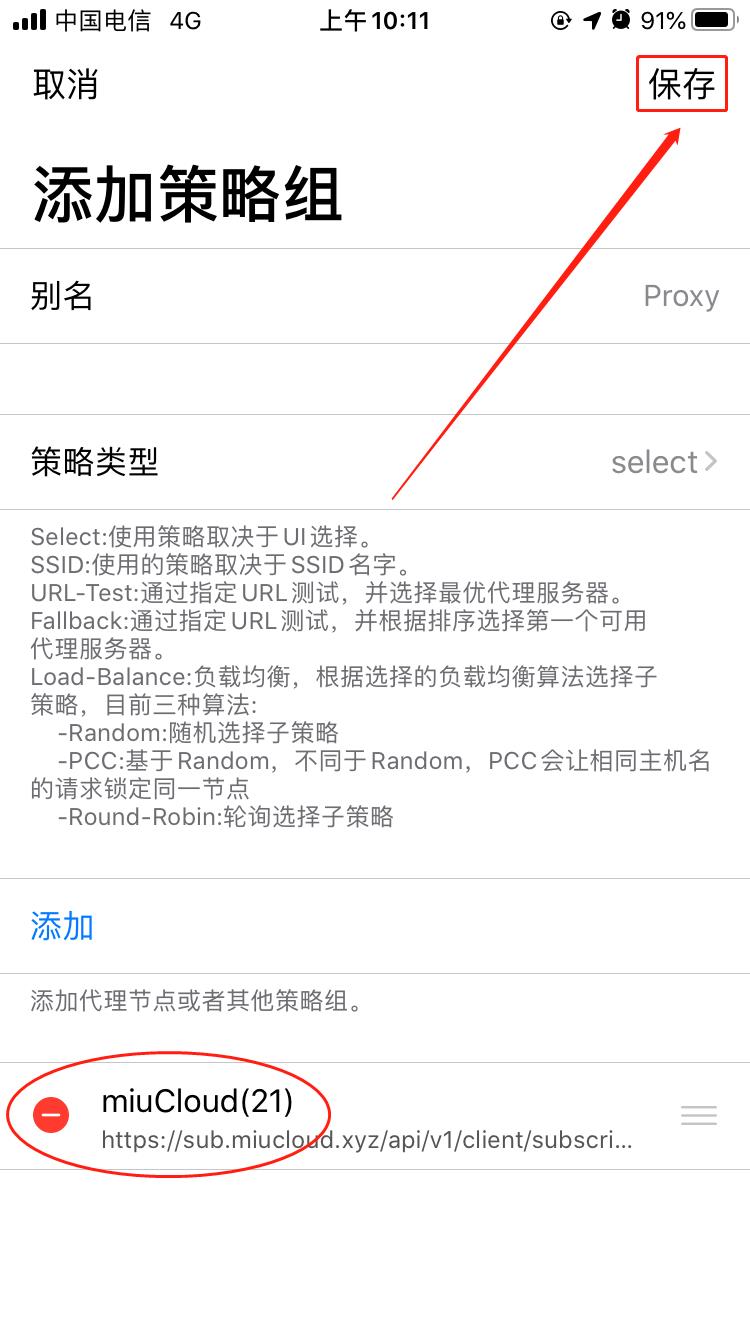 中国电信 4G 上午10:11 91%
取消 保存
添加策略组
别名 Proxy
策略类型 select
Select:使用策略取决于UI选择。
SSID:使用的策略取决于SSID名字。
URL-Test:通过指定URL测试，并选择最优代理服务器。
Fallback:通过指定URL测试，并根据排序选择第一个可用
代理服务器。
Load-Balance:负载均衡，根据选择的负载均衡算法选择子
策略，目前三种算法:
-Random:随机选择子策略
-PCC:基于Random，不同于Random，PCC会让相同主机名
的请求锁定同一节点
-Round-Robin:轮询选择子策略
添加
添加代理节点或者其他策略组。
miuCloud(21)
https://sub.miucloud.xyz/api/v1/client/subscri...